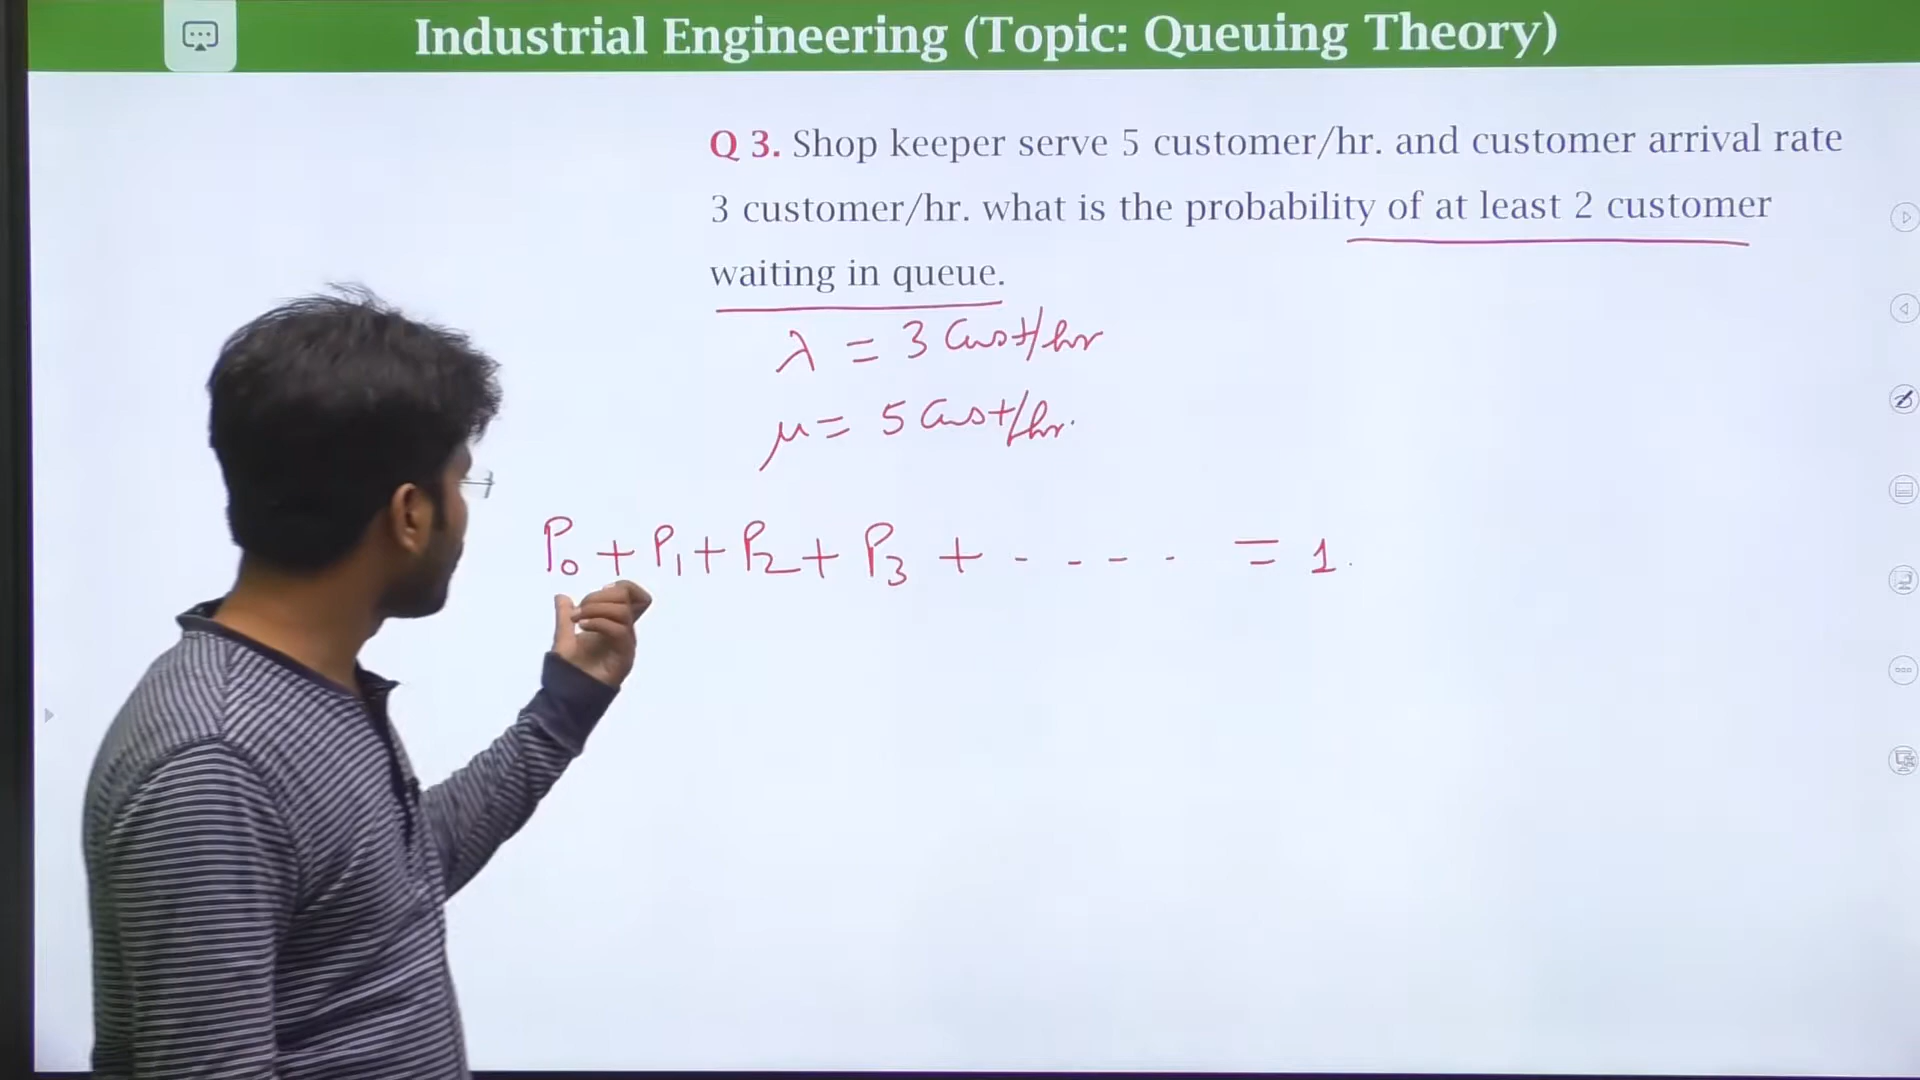 Industrial Engineering (Topic: Queuing Theory)
Q 3. Shop keeper serve 5 customer/hr. and customer arrival rate
3 customer/hr. what is the probability of at least 2 customer
waiting in queue.
λ = 3 Cust/hr
μ = 5 Cust/hr.
P₀ + P₁ + P₂ + P₃ + - - - - = 1.